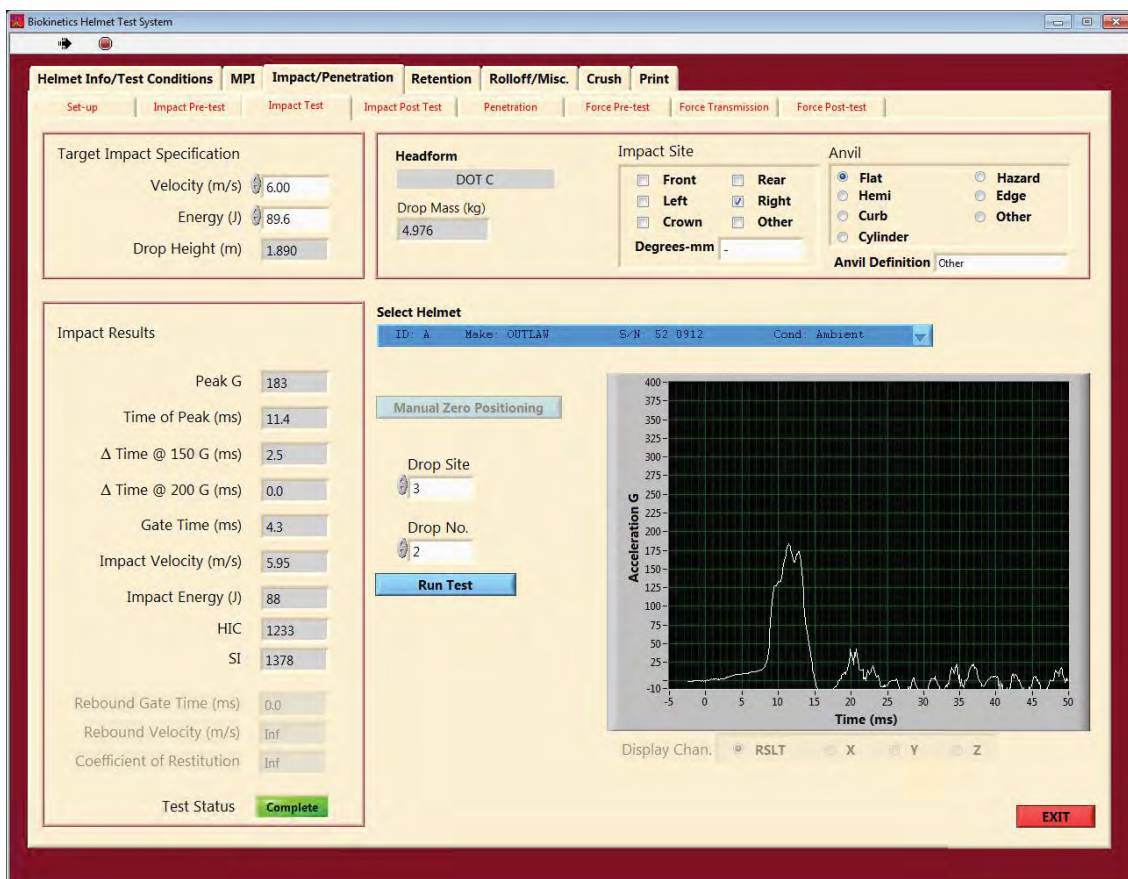 Biokinetics Helmet Test System
Helmet Info/Test Conditions MPI Impact/Penetration Retention Rolloff/Misc. Crush Print
Set-up Impact Pre-test Impact Test Impact Post Test Penetration Force Pre-test Force Transmission Force Post-test
Target Impact Specification
Velocity (m/s) 6.00
Energy (J) 89.6
Drop Height (m) 1.890
Headform
DOT C
Drop Mass (kg)
4.976
Impact Site
Front Rear
Left Right
Crown Other
Degrees-mm -
Anvil
Flat Hazard
Hemi Edge
Curb Other
Cylinder
Anvil Definition Other
Impact Results
Peak G 183
Time of Peak (ms) 11.4
Δ Time @ 150 G (ms) 2.5
Δ Time @ 200 G (ms) 0.0
Gate Time (ms) 4.3
Impact Velocity (m/s) 5.95
Impact Energy (J) 88
HIC 1233
SI 1378
Rebound Gate Time (ms) 0.0
Rebound Velocity (m/s) Inf
Coefficient of Restitution Inf
Test Status Complete
Select Helmet
ID: A Make: OUTLAW S/N: 52 0912 Cond: Ambient
Manual Zero Positioning
Drop Site
3
Drop No.
2
Run Test
Acceleration G
400
375
350
325
300
275
250
225
200
175
150
125
100
75
50
25
-10
-5 0 5 10 15 20 25 30 35 40 45 50
Time (ms)
Display Chan. RSLT X Y Z
EXIT